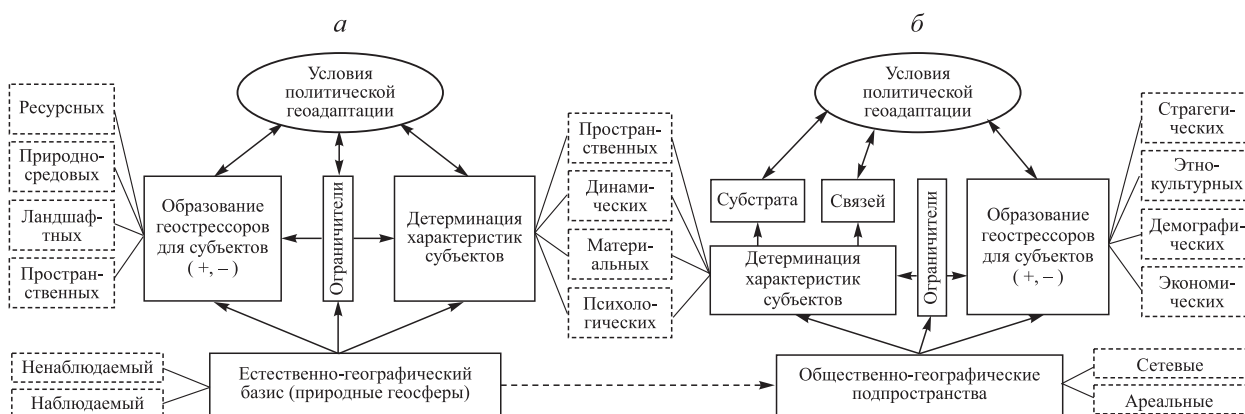 а
Условия
политической
геоадаптации
Ресурсных
Природно-
средовых
Ландшаф-
тных
Простран-
ственных
Образование
геострессоров
для субъектов
(+, –)
Ограничители
Детерминация
характеристик
субъектов
Простран-
ственных
Динами-
ческих
Матери-
альных
Психоло-
гических
Ненаблюдаемый
Наблюдаемый
Естественно-географический
базис (природные геосферы)
б
Условия
политической
геоадаптации
Субстрата
Связей
Детерминация
характеристик
субъектов
Ограничители
Образование
геострессоров
для субъектов
(+, –)
Страгеги-
ческих
Этно-
культурных
Демографи-
ческих
Экономи-
ческих
Общественно-географические
подпространства
Сетевые
Ареальные